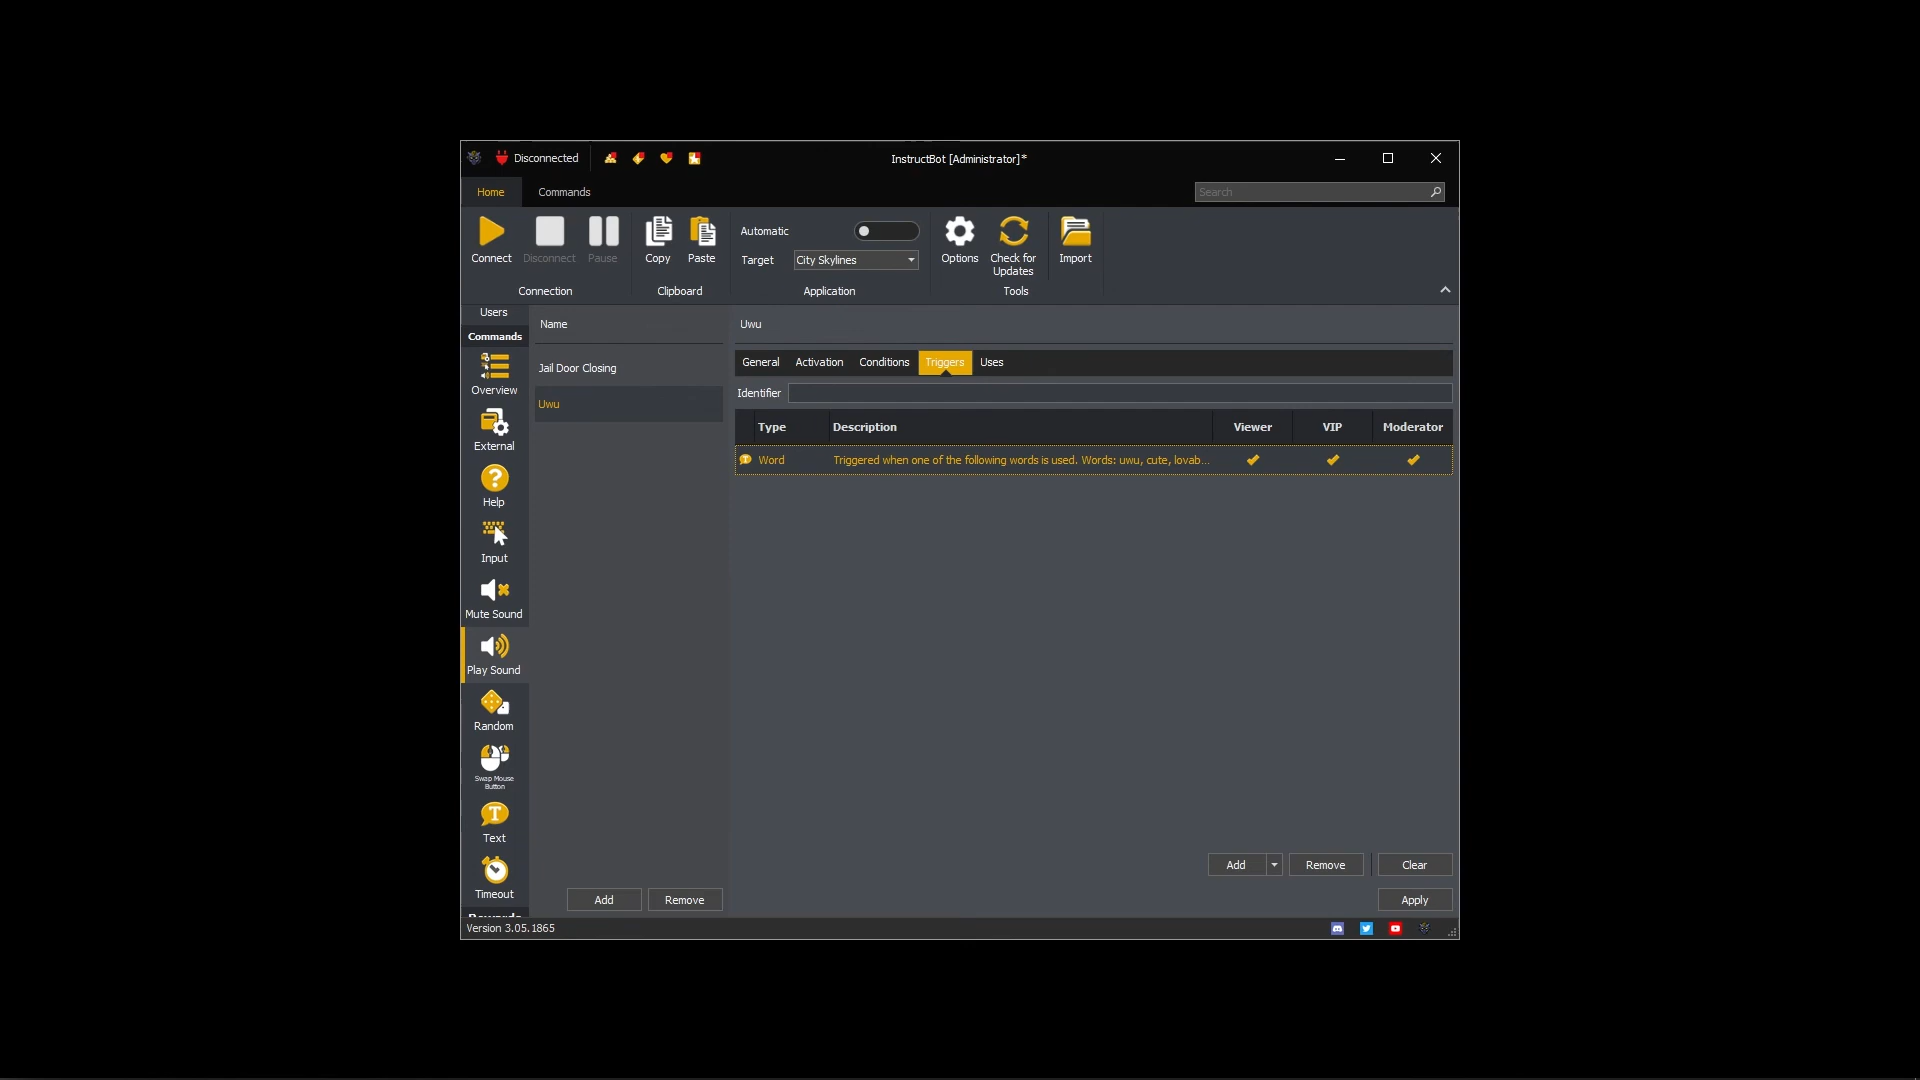 Disconnected
InstructBot [Administrator]*
Home
Commands
Search
Connect
Disconnect
Pause
Copy
Paste
Automatic
Target
City Skylines
Options
Check for
Updates
Import
Connection
Clipboard
Application
Tools
Users
Commands
Overview
External
Help
Input
Mute Sound
Play Sound
Random
Swap Mouse
Button
Text
Timeout
Rewards
Name
Jail Door Closing
Uwu
Add
Remove
Uwu
General
Activation
Conditions
Triggers
Uses
Identifier
Type
Description
Viewer
VIP
Moderator
Word
Triggered when one of the following words is used. Words: uwu, cute, lovab...
Add
Remove
Clear
Apply
Version 3.05.1865